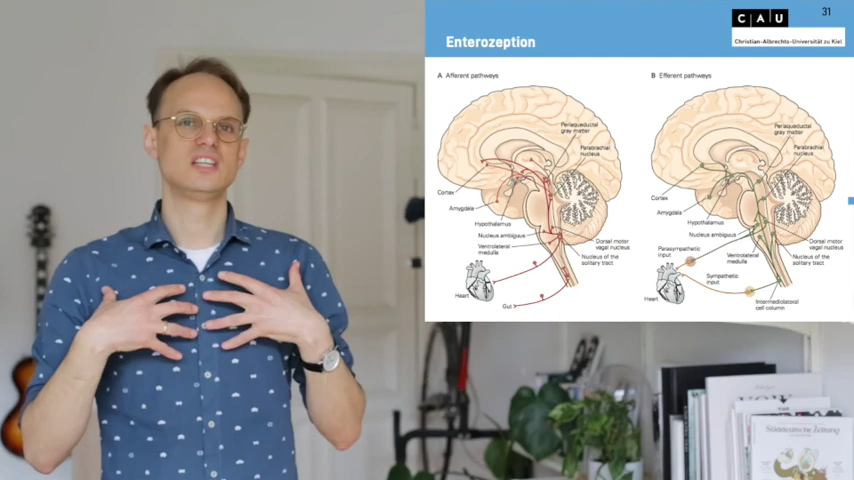 31
CAU
Christian-Albrechts-Universität zu Kiel
Enterozeption
A Afferent pathways
Periaqueductal
gray matter
Parabrachial
nucleus
Cortex
Amygdala
Hypothalamus
Nucleus ambiguus
Ventrolateral
medulla
Dorsal motor
vagal nucleus
Nucleus of the
solitary tract
Heart
Gut
B Efferent pathways
Periaqueductal
gray matter
Parabrachial
nucleus
Cortex
Amygdala
Hypothalamus
Nucleus ambiguus
Parasympathetic
input
Ventrolateral
medulla
Dorsal motor
vagal nucleus
Nucleus of the
solitary tract
Sympathetic
input
Heart
Intermediolateral
cell column
Süddeutsche Zeitung